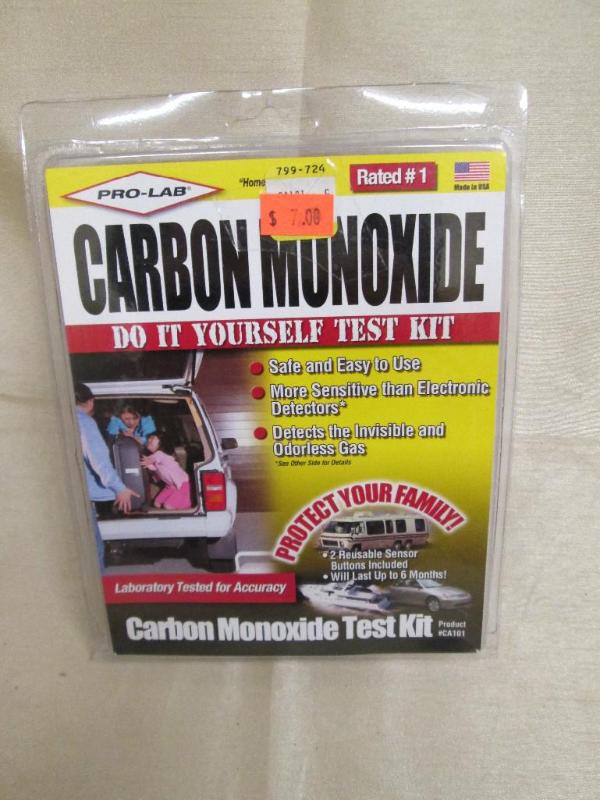 799-724
PRO-LAB®
"Home
Rated # 1
Made in USA
$ 7.00
CARBON MONOXIDE
DO IT YOURSELF TEST KIT
Safe and Easy to Use
More Sensitive than Electronic
Detectors*
Detects the Invisible and
Odorless Gas
*See Other Side for Details
PROTECT YOUR FAMILY!
• 2 Reusable Sensor
Buttons Included
• Will Last Up to 6 Months!
Laboratory Tested for Accuracy
Carbon Monoxide Test Kit
Product
#CA101